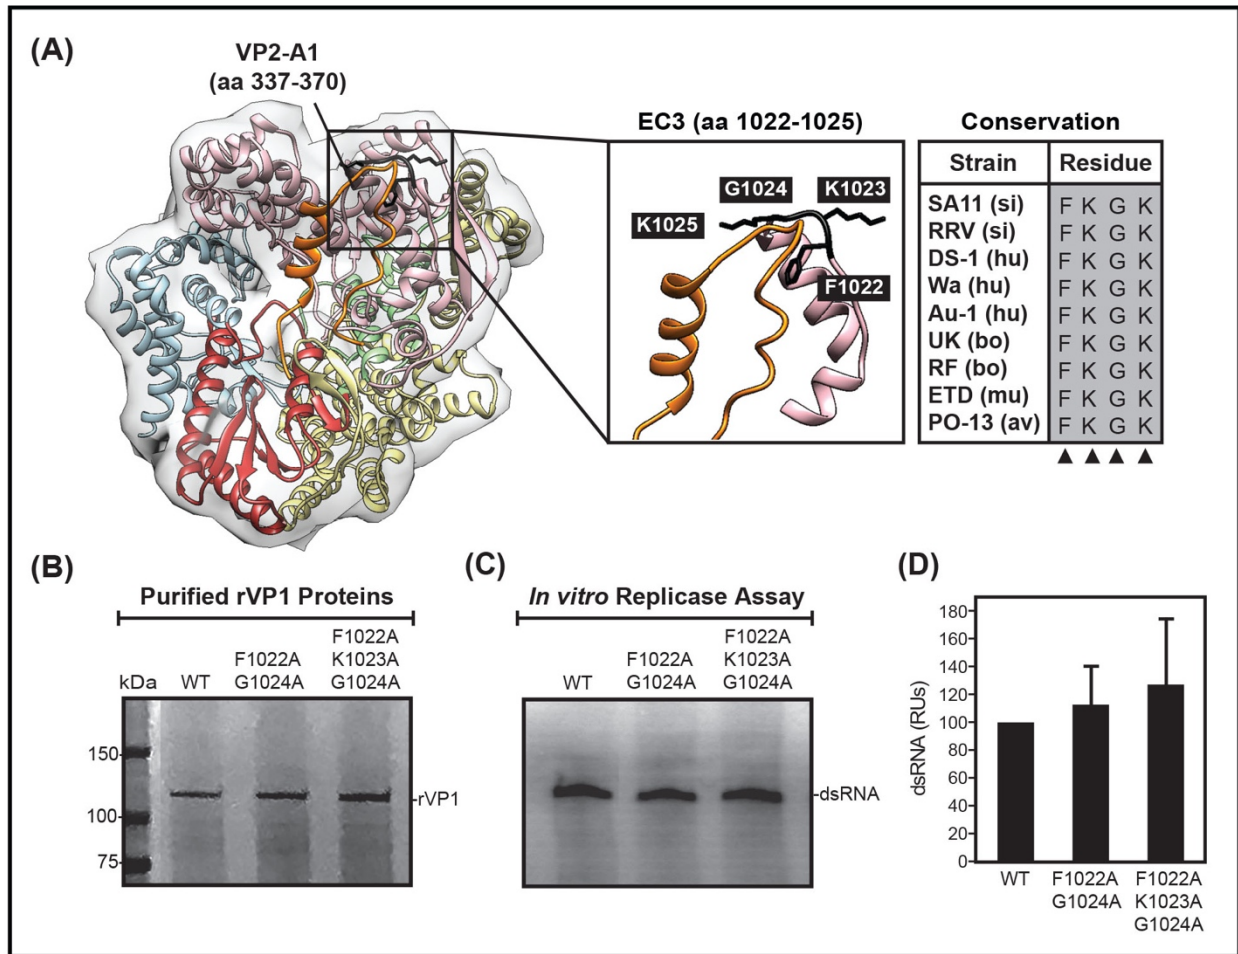 (A)
VP2-A1
(aa 337-370)
EC3 (aa 1022-1025)
G1024
K1023
K1025
F1022
Conservation
Strain Residue
SA11 (si) F K G K
RRV (si) F K G K
DS-1 (hu) F K G K
Wa (hu) F K G K
Au-1 (hu) F K G K
UK (bo) F K G K
RF (bo) F K G K
ETD (mu) F K G K
PO-13 (av) F K G K
(B)
Purified rVP1 Proteins
kDa
WT
F1022A
G1024A
F1022A
K1023A
G1024A
150
100
75
rVP1
(C)
In vitro Replicase Assay
WT
F1022A
G1024A
F1022A
K1023A
G1024A
dsRNA
(D)
dsRNA (RUs)
180
160
140
120
100
80
60
40
20
0
WT
F1022A
G1024A
F1022A
K1023A
G1024A